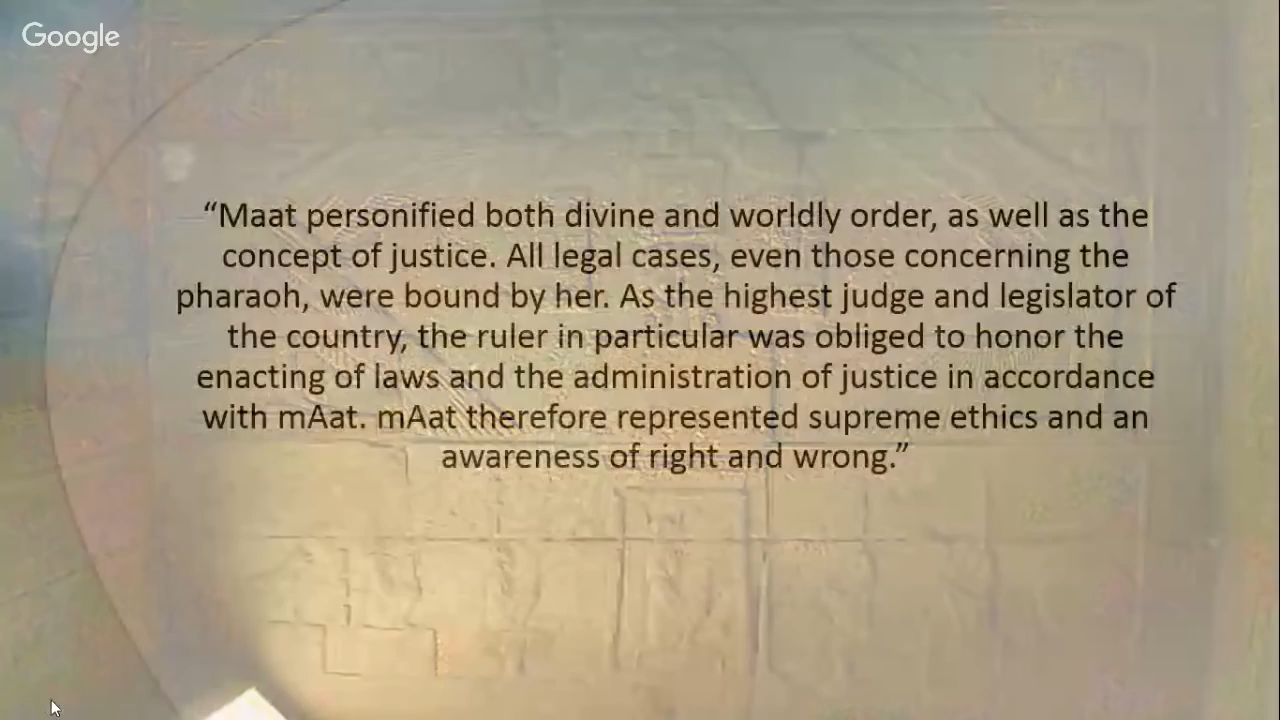 Google
“Maat personified both divine and worldly order, as well as the
concept of justice. All legal cases, even those concerning the
pharaoh, were bound by her. As the highest judge and legislator of
the country, the ruler in particular was obliged to honor the
enacting of laws and the administration of justice in accordance
with mAat. mAat therefore represented supreme ethics and an
awareness of right and wrong.”